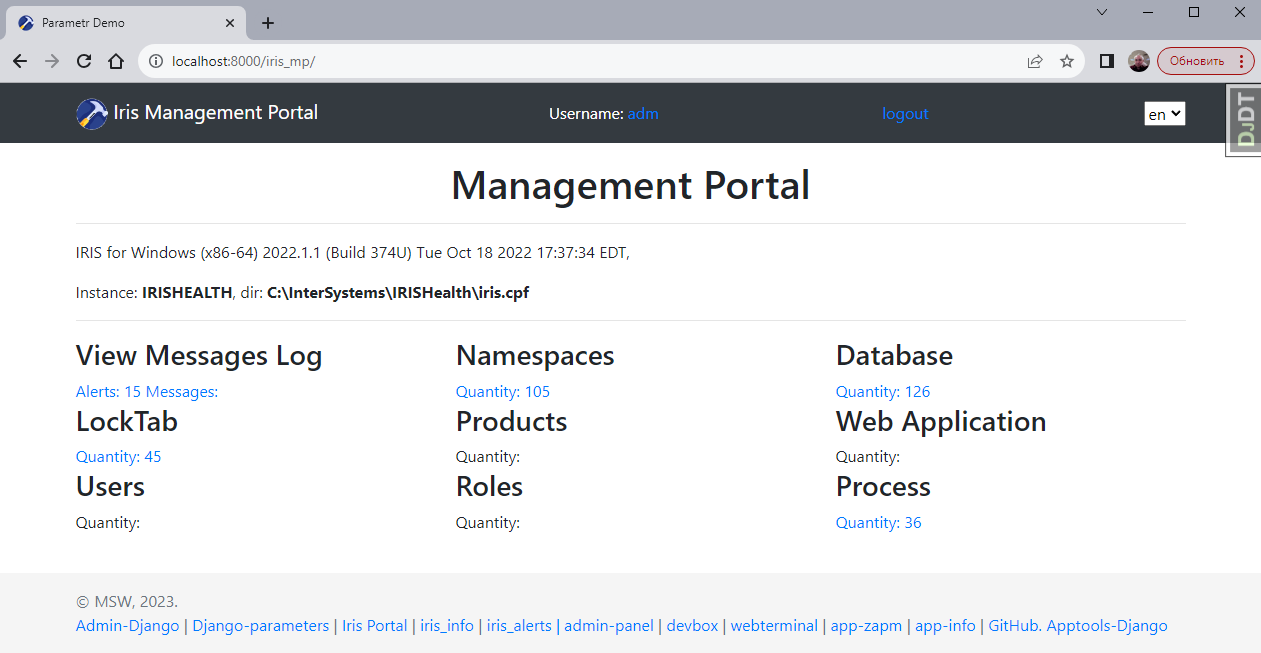 Parametr Demo
localhost:8000/iris_mp/
Обновить
Iris Management Portal Username: adm logout en
DJDT
Management Portal
IRIS for Windows (x86-64) 2022.1.1 (Build 374U) Tue Oct 18 2022 17:37:34 EDT,
Instance: IRISHEALTH, dir: C:\InterSystems\IRISHealth\iris.cpf
View Messages Log Namespaces Database
Alerts: 15 Messages: Quantity: 105 Quantity: 126
LockTab Products Web Application
Quantity: 45 Quantity: Quantity:
Users Roles Process
Quantity: Quantity: Quantity: 36
© MSW, 2023.
Admin-Django | Django-parameters | Iris Portal | iris_info | iris_alerts | admin-panel | devbox | webterminal | app-zapm | app-info | GitHub. Apptools-Django